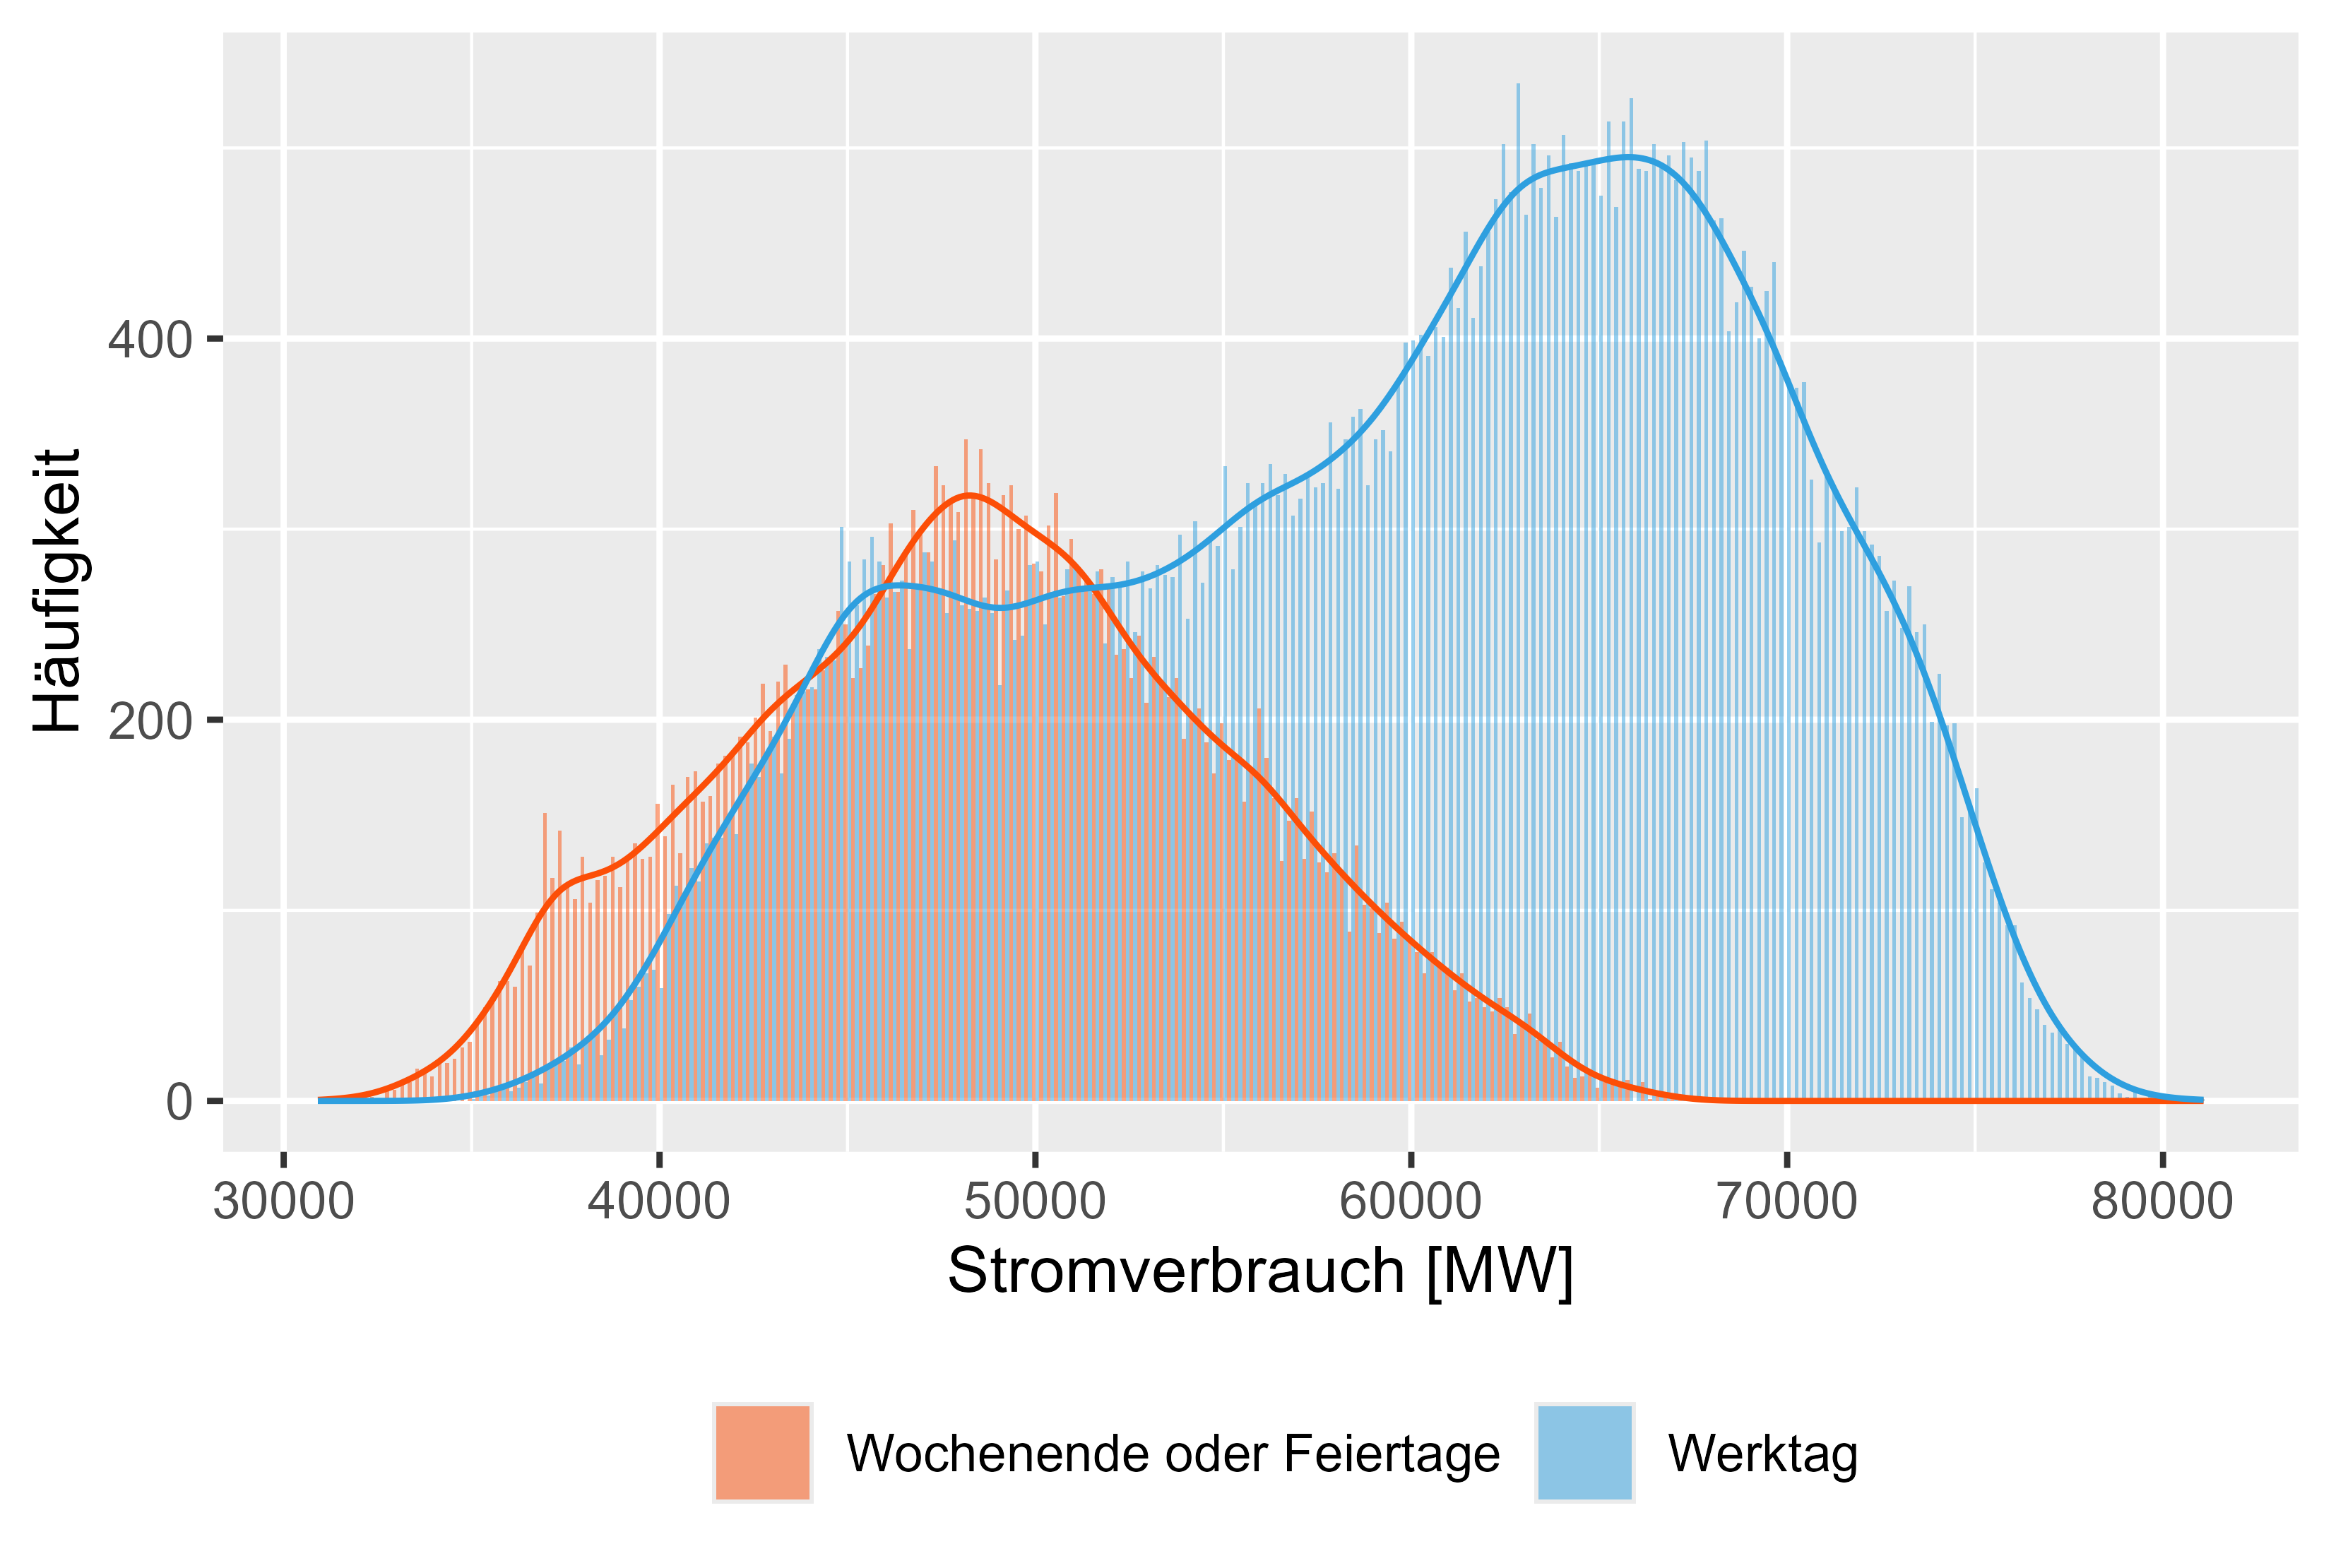 Häufigkeit
400
200
0
30000 40000 50000 60000 70000 80000
Stromverbrauch [MW]
Wochenende oder Feiertage Werktag